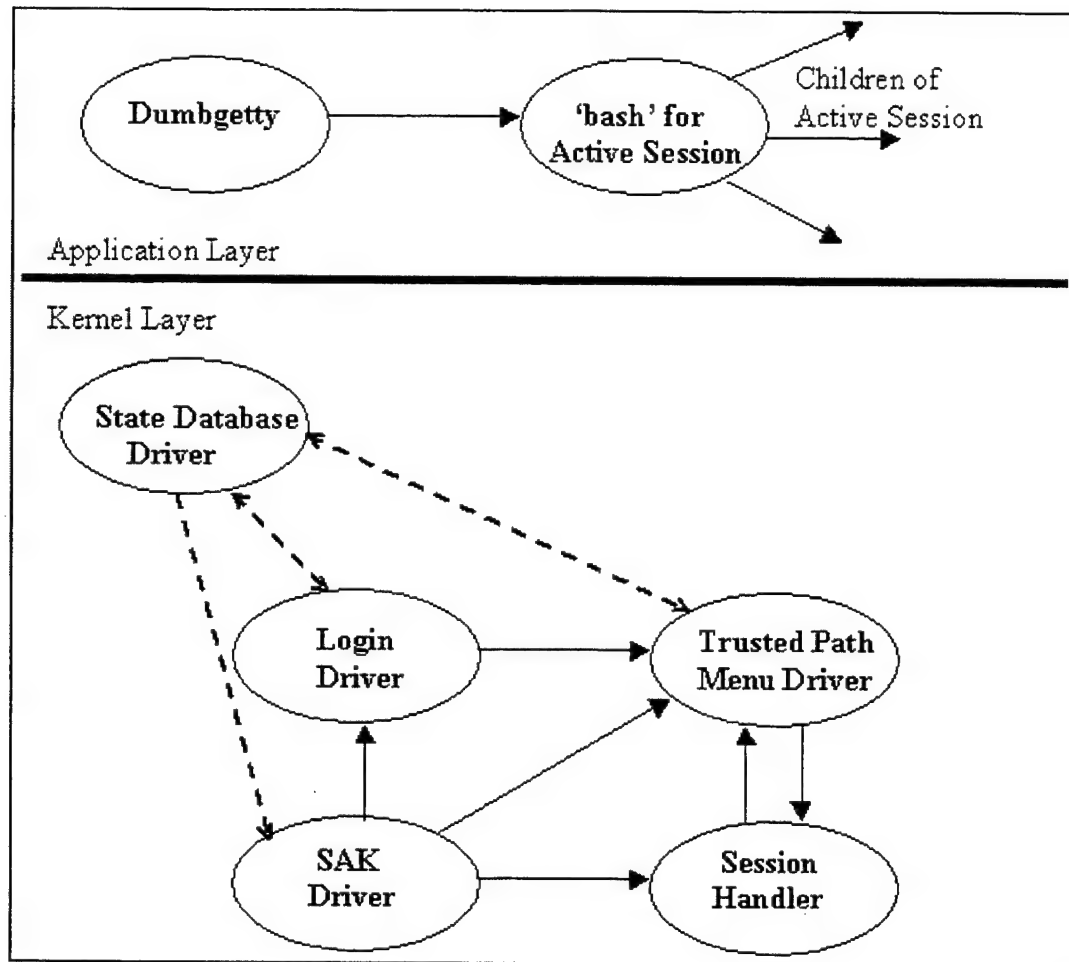 Dumbgetty
'bash' for
Active Session
Children of
Active Session
Application Layer
Kernel Layer
State Database
Driver
Login
Driver
Trusted Path
Menu Driver
SAK
Driver
Session
Handler